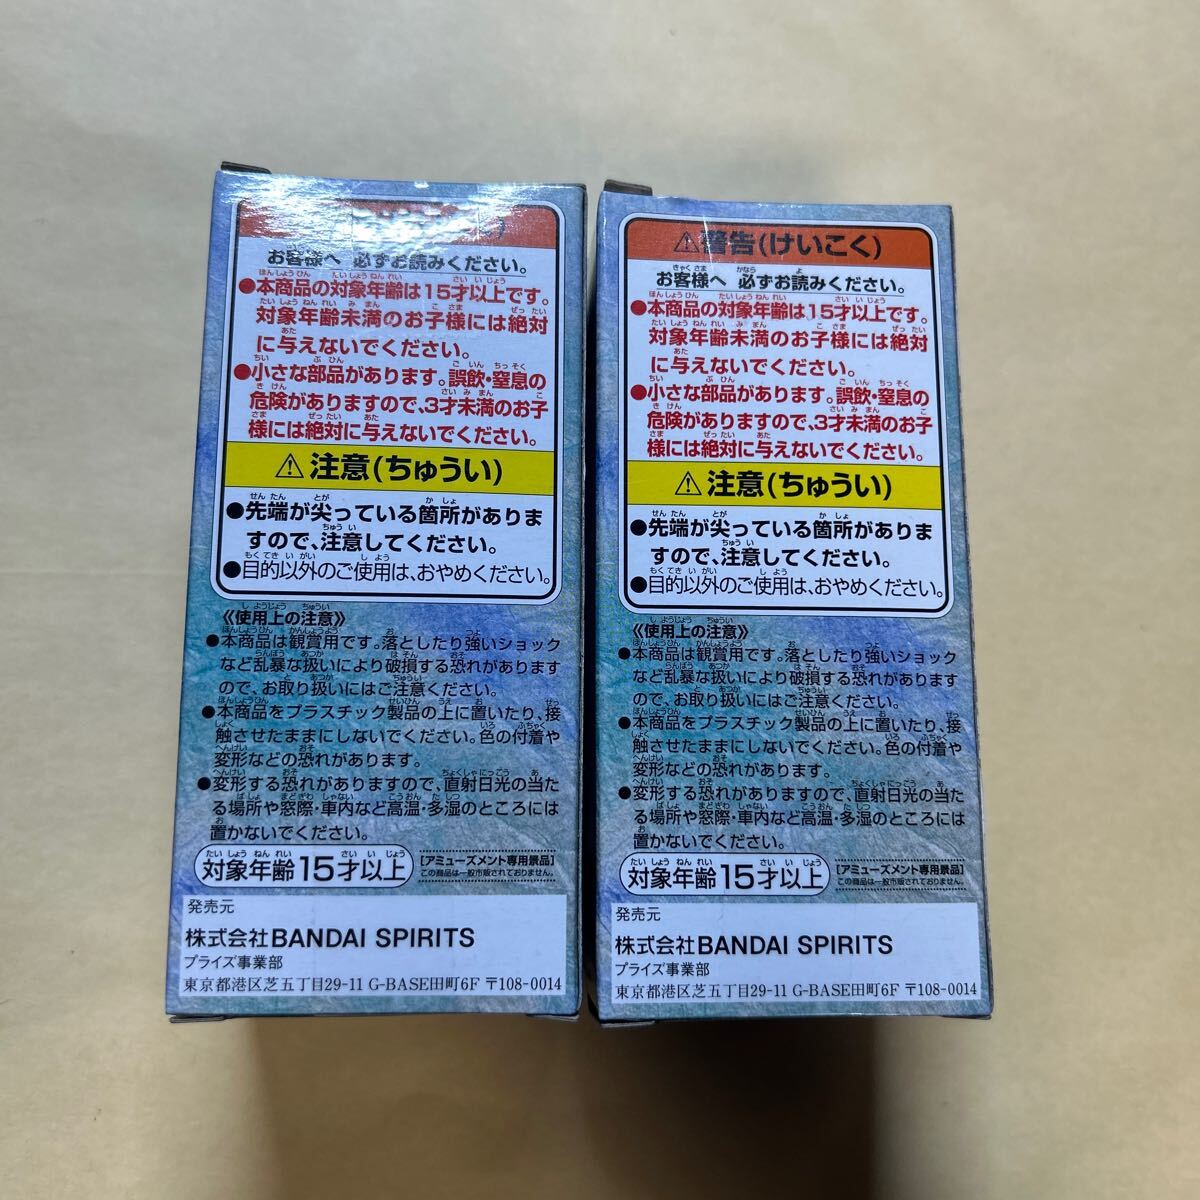 お客様へ 必ずお読みください。
●本商品の対象年齢は15才以上です。
対象年齢未満のお子様には絶対
に与えないでください。
●小さな部品があります。誤飲・窒息の
危険がありますので、3才未満のお子
様には絶対に与えないでください。
⚠注意(ちゅうい)
●先端が尖っている箇所がありま
すので、注意してください。
●目的以外のご使用は、おやめください。
《使用上の注意》
●本商品は観賞用です。落としたり強いショック
など乱暴な扱いにより破損する恐れがあります
ので、お取り扱いにはご注意ください。
●本商品をプラスチック製品の上に置いたり、接
触させたままにしないでください。色の付着や
変形などの恐れがあります。
●変形する恐れがありますので、直射日光の当た
る場所や窓際・車内など高温・多湿のところには
置かないでください。
対象年齢15才以上
[アミューズメント専用景品]
この商品は一般市販されておりません。
発売元
株式会社BANDAI SPIRITS
プライズ事業部
東京都港区芝五丁目29-11 G-BASE田町6F 〒108-0014
⚠警告(けいこく)
お客様へ 必ずお読みください。
●本商品の対象年齢は15才以上です。
対象年齢未満のお子様には絶対
に与えないでください。
●小さな部品があります。誤飲・窒息の
危険がありますので、3才未満のお子
様には絶対に与えないでください。
⚠注意(ちゅうい)
●先端が尖っている箇所がありま
すので、注意してください。
●目的以外のご使用は、おやめください。
《使用上の注意》
●本商品は観賞用です。落としたり強いショック
など乱暴な扱いにより破損する恐れがあります
ので、お取り扱いにはご注意ください。
●本商品をプラスチック製品の上に置いたり、接
触させたままにしないでください。色の付着や
変形などの恐れがあります。
●変形する恐れがありますので、直射日光の当た
る場所や窓際・車内など高温・多湿のところには
置かないでください。
対象年齢15才以上
[アミューズメント専用景品]
この商品は一般市販されておりません。
発売元
株式会社BANDAI SPIRITS
プライズ事業部
東京都港区芝五丁目29-11 G-BASE田町6F 〒108-0014